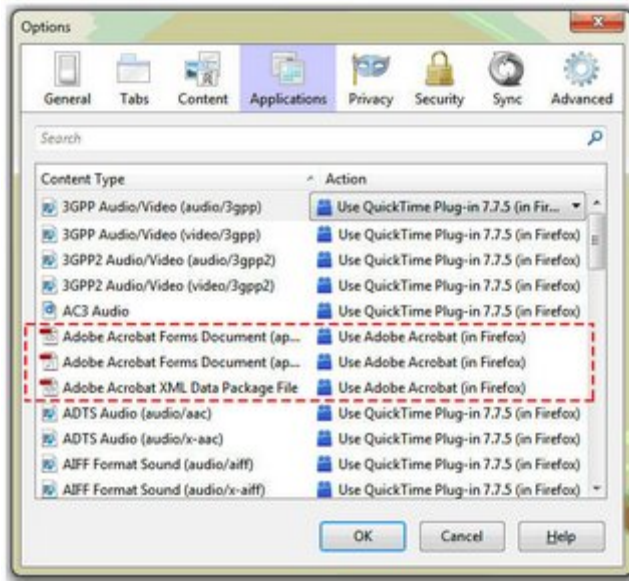 Options
General Tabs Content Applications Privacy Security Sync Advanced
Search
Content Type Action
3GPP Audio/Video (audio/3gpp) Use QuickTime Plug-in 7.7.5 (in Fir...
3GPP Audio/Video (video/3gpp) Use QuickTime Plug-in 7.7.5 (in Firefox)
3GPP2 Audio/Video (audio/3gpp2) Use QuickTime Plug-in 7.7.5 (in Firefox)
3GPP2 Audio/Video (video/3gpp2) Use QuickTime Plug-in 7.7.5 (in Firefox)
AC3 Audio Use QuickTime Plug-in 7.7.5 (in Firefox)
Adobe Acrobat Forms Document (ap... Use Adobe Acrobat (in Firefox)
Adobe Acrobat Forms Document (ap... Use Adobe Acrobat (in Firefox)
Adobe Acrobat XML Data Package File Use Adobe Acrobat (in Firefox)
ADTS Audio (audio/aac) Use QuickTime Plug-in 7.7.5 (in Firefox)
ADTS Audio (audio/x-aac) Use QuickTime Plug-in 7.7.5 (in Firefox)
AIFF Format Sound (audio/aiff) Use QuickTime Plug-in 7.7.5 (in Firefox)
AIFF Format Sound (audio/x-aiff) Use QuickTime Plug-in 7.7.5 (in Firefox)
OK Cancel Help